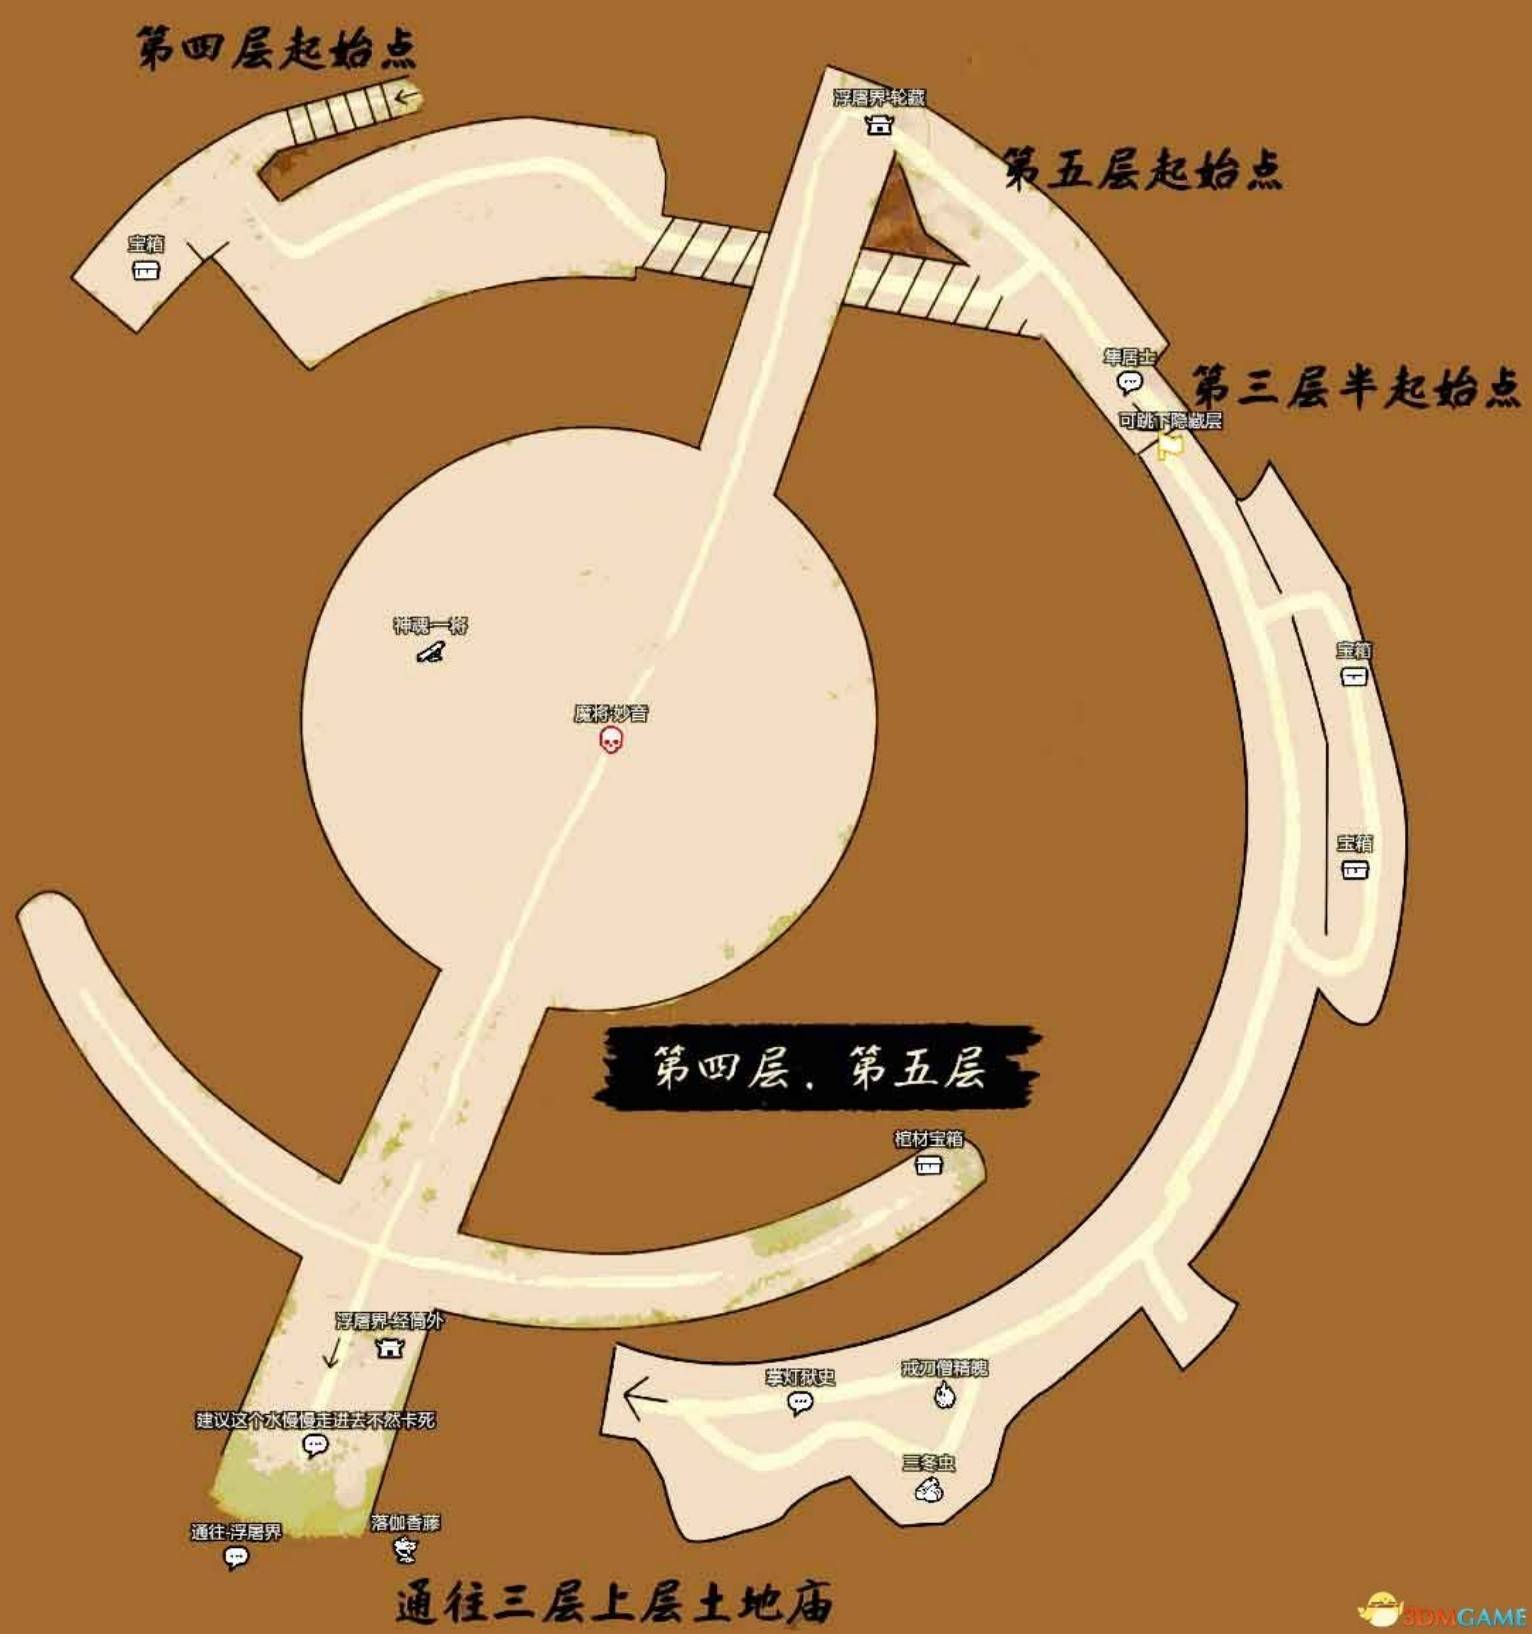 第四层起始点
浮屠界·轮藏
第五层起始点
宝箱
隼居士
第三层半起始点
可跳下隐藏层
神魂一将
宝箱
魔将·妙音
宝箱
第四层、第五层
棺材宝箱
浮屠界·经筒外
戒刀僧精魄
掌灯狱吏
建议这个水慢慢走进去不然卡死
三冬虫
通往-浮屠界
落伽香藤
通往三层上层土地庙
3DMGAME